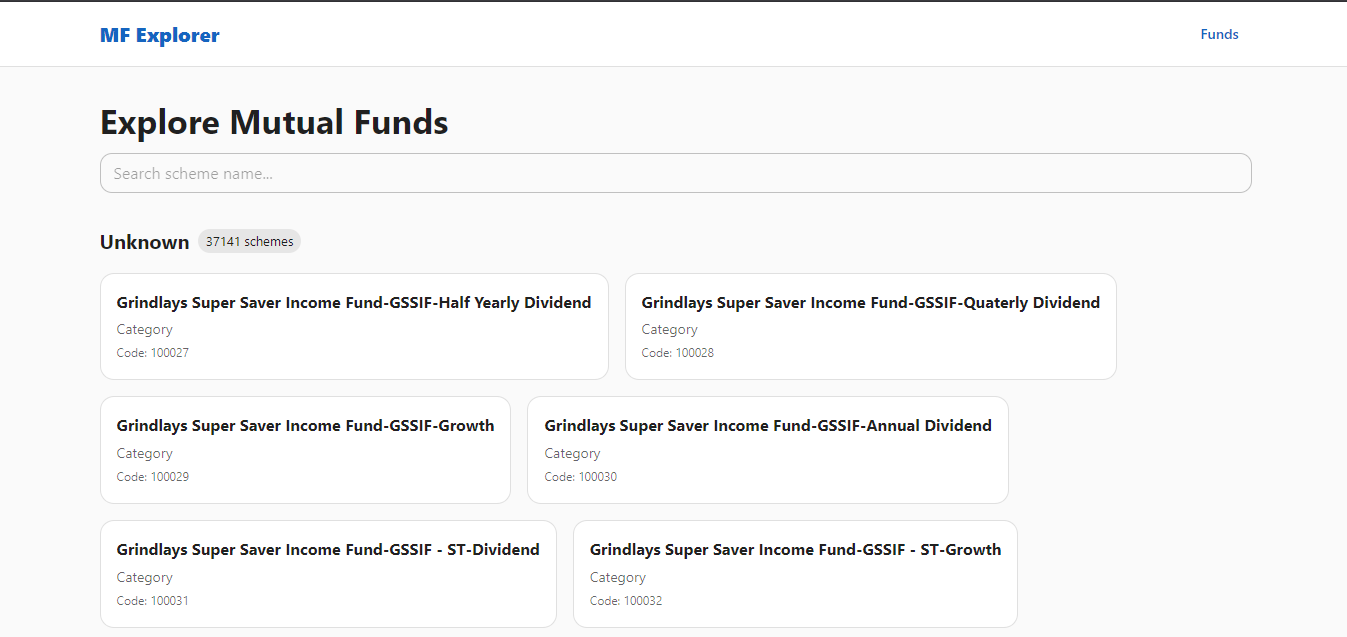 MF Explorer
Funds
Explore Mutual Funds
Search scheme name...
Unknown 37141 schemes
Grindlays Super Saver Income Fund-GSSIF-Half Yearly Dividend
Category
Code: 100027
Grindlays Super Saver Income Fund-GSSIF-Quaterly Dividend
Category
Code: 100028
Grindlays Super Saver Income Fund-GSSIF-Growth
Category
Code: 100029
Grindlays Super Saver Income Fund-GSSIF-Annual Dividend
Category
Code: 100030
Grindlays Super Saver Income Fund-GSSIF - ST-Dividend
Category
Code: 100031
Grindlays Super Saver Income Fund-GSSIF - ST-Growth
Category
Code: 100032